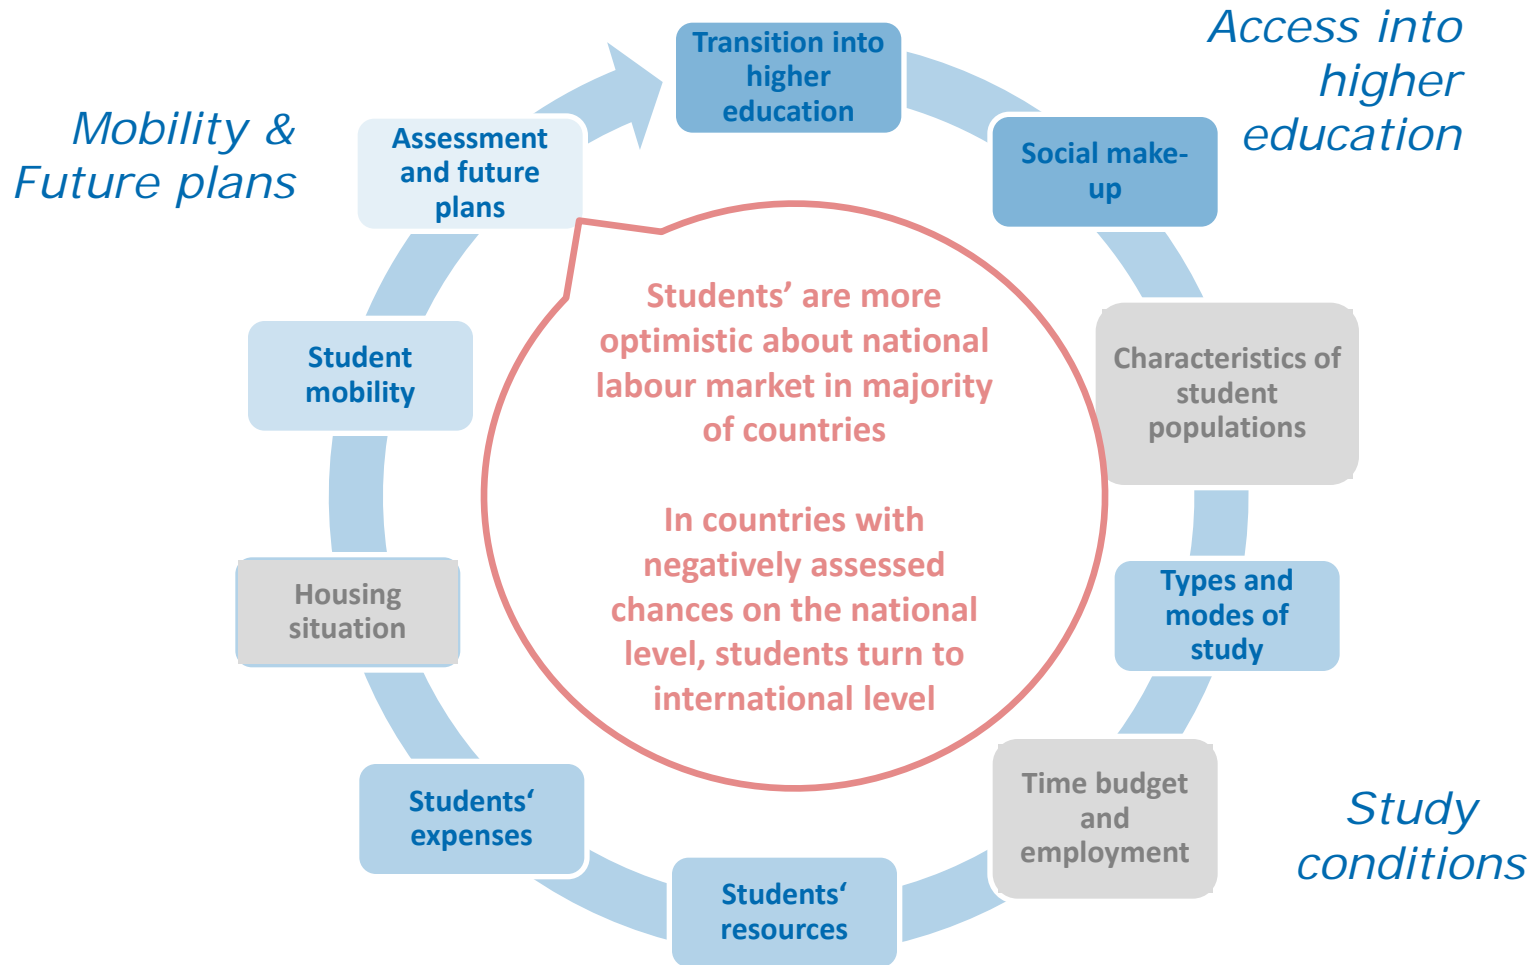 Access into
higher
education
Mobility &
Future plans
Transition into
higher
education
Social make-
up
Characteristics of
student
populations
Types and
modes of
study
Time budget
and
employment
Study
conditions
Students‘
resources
Students‘
expenses
Housing
situation
Student
mobility
Assessment
and future
plans
Students’ are more
optimistic about national
labour market in majority
of countries
In countries with
negatively assessed
chances on the national
level, students turn to
international level